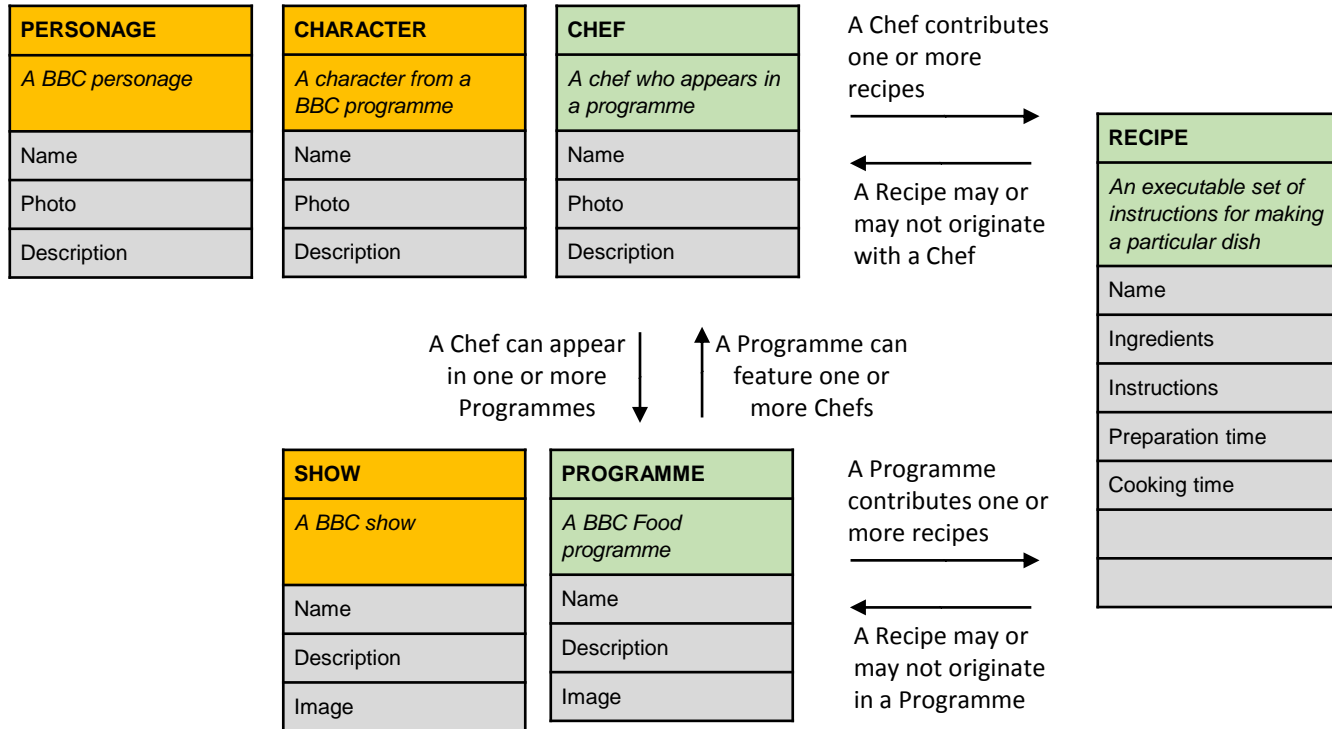 PERSONAGE
A BBC personage
Name
Photo
Description
CHARACTER
A character from a
BBC programme
Name
Photo
Description
CHEF
A chef who appears in
a programme
Name
Photo
Description
A Chef contributes
one or more
recipes
A Recipe may or
may not originate
with a Chef
RECIPE
An executable set of
instructions for making
a particular dish
Name
Ingredients
Instructions
Preparation time
Cooking time
A Chef can appear
in one or more
Programmes
A Programme can
feature one or
more Chefs
SHOW
A BBC show
Name
Description
Image
PROGRAMME
A BBC Food
programme
Name
Description
Image
A Programme
contributes one or
more recipes
A Recipe may or
may not originate
in a Programme